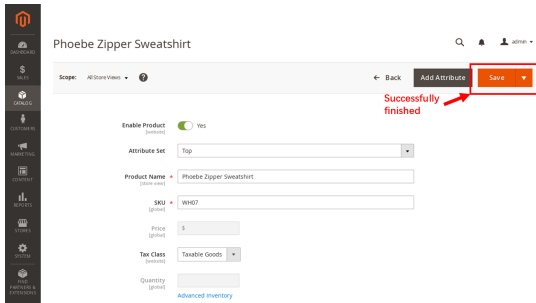 Phoebe Zipper Sweatshirt
admin
DASHBOARD
SALES
CATALOG
CUSTOMERS
MARKETING
CONTENT
REPORTS
STORES
SYSTEM
FIND PARTNERS & EXTENSIONS
Scope: All Store Views
← Back Add Attribute Save
Successfully
finished
Enable Product Yes
[website]
Attribute Set Top
Product Name * Phoebe Zipper Sweatshirt
[store view]
SKU * WH07
[global]
Price $
[global]
Tax Class Taxable Goods
[website]
Quantity
[global]
Advanced Inventory